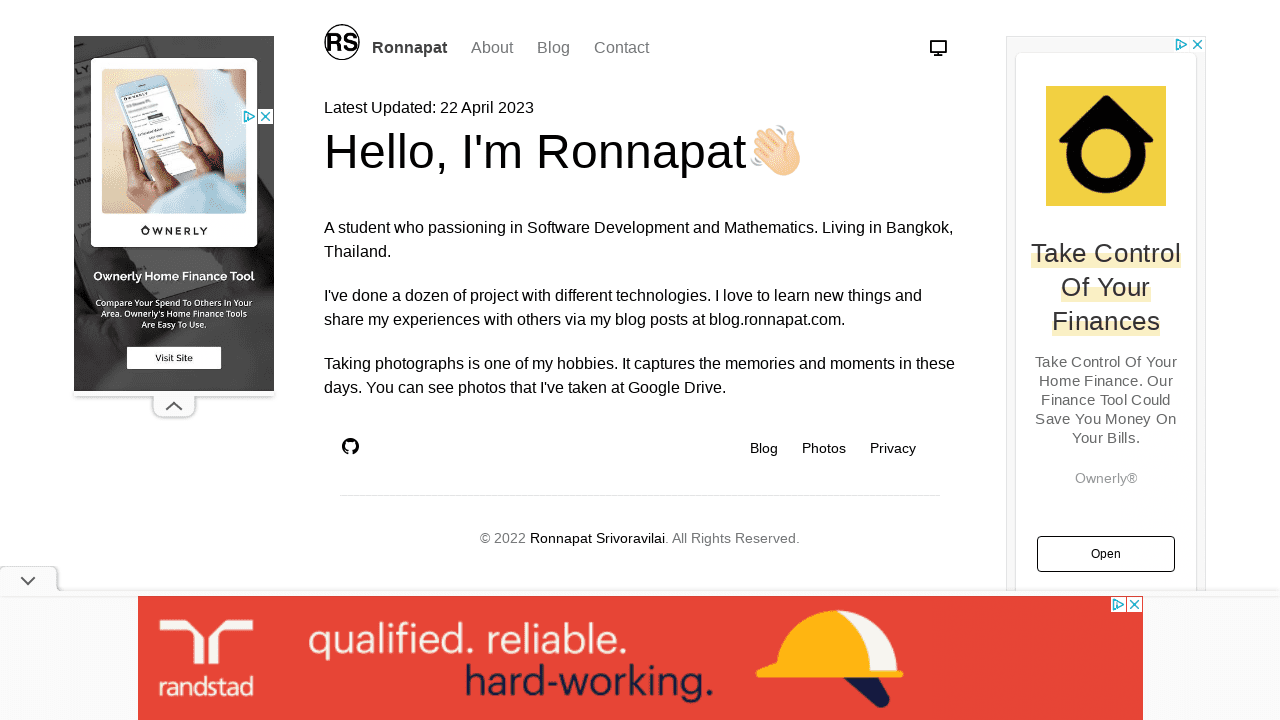 RS
Ronnapat
About
Blog
Contact
Latest Updated: 22 April 2023
Hello, I'm Ronnapat👋🏻
A student who passioning in Software Development and Mathematics. Living in Bangkok,
Thailand.
I've done a dozen of project with different technologies. I love to learn new things and
share my experiences with others via my blog posts at blog.ronnapat.com.
Taking photographs is one of my hobbies. It captures the memories and moments in these
days. You can see photos that I've taken at Google Drive.
Blog
Photos
Privacy
© 2022 Ronnapat Srivoravilai. All Rights Reserved.
OWNERLY
Ownerly Home Finance Tool
Compare Your Spend To Others In Your
Area. Ownerly's Home Finance Tools
Are Easy To Use.
Visit Site
Take Control
Of Your
Finances
Take Control Of Your
Home Finance. Our
Finance Tool Could
Save You Money On
Your Bills.
Ownerly®
Open
randstad
qualified. reliable.
hard-working.